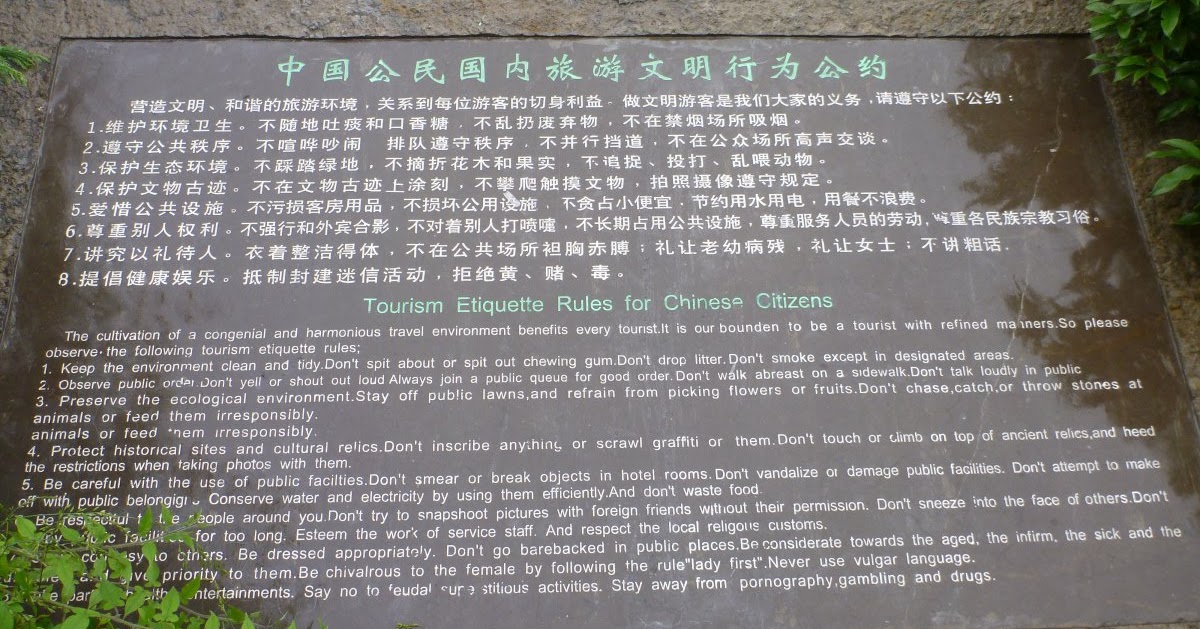 中国公民国内旅游文明行为公约
营造文明、和谐的旅游环境，关系到每位游客的切身利益。做文明游客是我们大家的义务，请遵守以下公约：
1.维护环境卫生。不随地吐痰和口香糖，不乱扔废弃物，不在禁烟场所吸烟。
2.遵守公共秩序。不喧哗吵闹 排队遵守秩序，不并行挡道，不在公众场所高声交谈。
3.保护生态环境。不踩踏绿地，不摘折花木和果实，不追捉、投打、乱喂动物。
4.保护文物古迹。不在文物古迹上涂刻，不攀爬触摸文物，拍照摄像遵守规定。
5.爱惜公共设施。不污损客房用品，不损坏公用设施，不贪占小便宜，节约用水用电，用餐不浪费。
6.尊重别人权利。不强行和外宾合影，不对着别人打喷嚏，不长期占用公共设施，尊重服务人员的劳动，尊重各民族宗教习俗。
7.讲究以礼待人。衣着整洁得体，不在公共场所袒胸赤膊；礼让老幼病残，礼让女士；不讲粗话.
8.提倡健康娱乐。抵制封建迷信活动，拒绝黄、赌、毒。
Tourism Etiquette Rules for Chinese Citizens
The cultivation of a congenial and harmonious travel environment benefits every tourist.It is our bounden to be a tourist with refined manners.So please
observe the following tourism etiquette rules;
1. Keep the environment clean and tidy.Don't spit about or spit out chewing gum.Don't drop litter.Don't smoke except in designated areas.
2. Observe public order.Don't yell or shout out loud Always join a public queue for good order.Don't walk abreast on a sidewalk.Don't talk loudly in public
3. Preserve the ecological environment.Stay off public lawns,and refrain from picking flowers or fruits.Don't chase,catch,or throw stones at
animals or feed them irresponsibly.
animals or feed them irresponsibly.
4. Protect historical sites and cultural relics.Don't inscribe anything or scrawl graffiti or them.Don't touch or climb on top of ancient relics,and heed
the restrictions when taking photos with them.
5. Be careful with the use of public facilties.Don't smear or break objects in hotel rooms.Don't vandalize or damage public facilities. Don't attempt to make
off with public Conserve water and electricity by using them efficiently.And don't waste food.
Be respectful to the people around you.Don't try to snapshoot pictures with foreign friends without their permission. Don't sneeze into the face of others.Don't
for too long. Esteem the work of service staff. And respect the local religous customs.
to others. Be dressed appropriately. Don't go barebacked in public places.Be considerate towards the aged, the infirm, the sick and the
and give priority to them.Be chivalrous to the female by following the rule"lady first".Never use vulgar language.
Say no to feudal superstitious activities. Stay away from pornography,gambling and drugs.